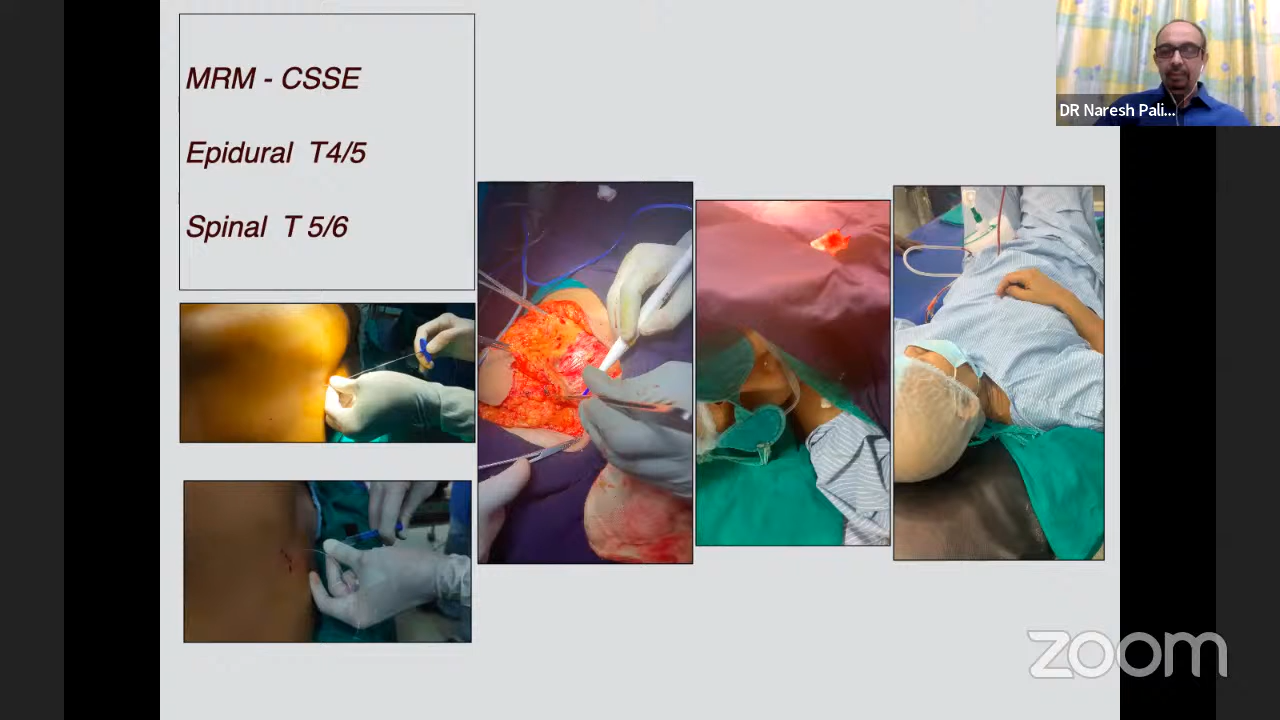 MRM - CSSE
Epidural T4/5
Spinal T 5/6
DR Naresh Pali...
zoom